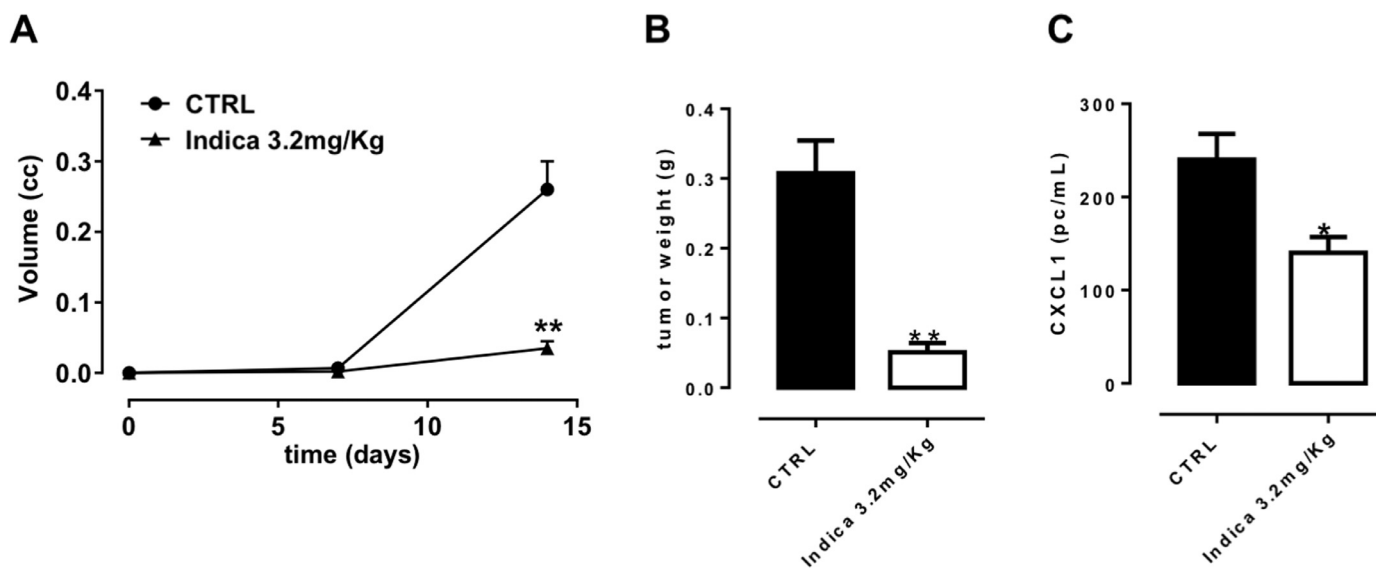 A
B
C
0.4
0.3
0.2
0.1
0.0
Volume (cc)
CTRL
Indica 3.2mg/Kg
**
0
5
10
15
time (days)
0.4
0.3
0.2
0.1
0.0
tumor weight (g)
**
CTRL
Indica 3.2mg/Kg
300
200
100
0
CXCL1 (pc/mL)
*
CTRL
Indica 3.2mg/Kg